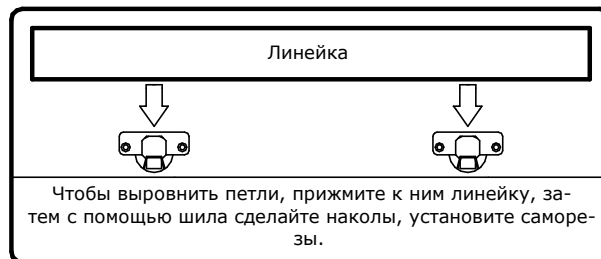 Линейка
Чтобы выровнить петли, прижмите к ним линейку, за-
тем с помощью шила сделайте наколы, установите саморе-
зы.